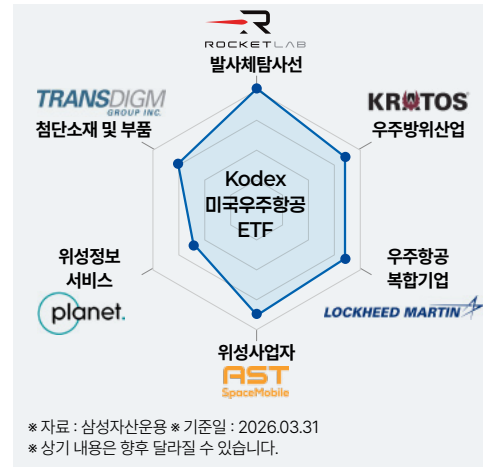 ROCKETLAB
발사체탐사선
TRANSDIGM
GROUP INC.
첨단소재 및 부품
KRATOS
우주방위산업
Kodex
미국우주항공
ETF
위성정보
서비스
planet.
우주항공
복합기업
LOCKHEED MARTIN
위성사업자
AST
SpaceMobile
※ 자료 : 삼성자산운용 ※ 기준일 : 2026.03.31
※ 상기 내용은 향후 달라질 수 있습니다.